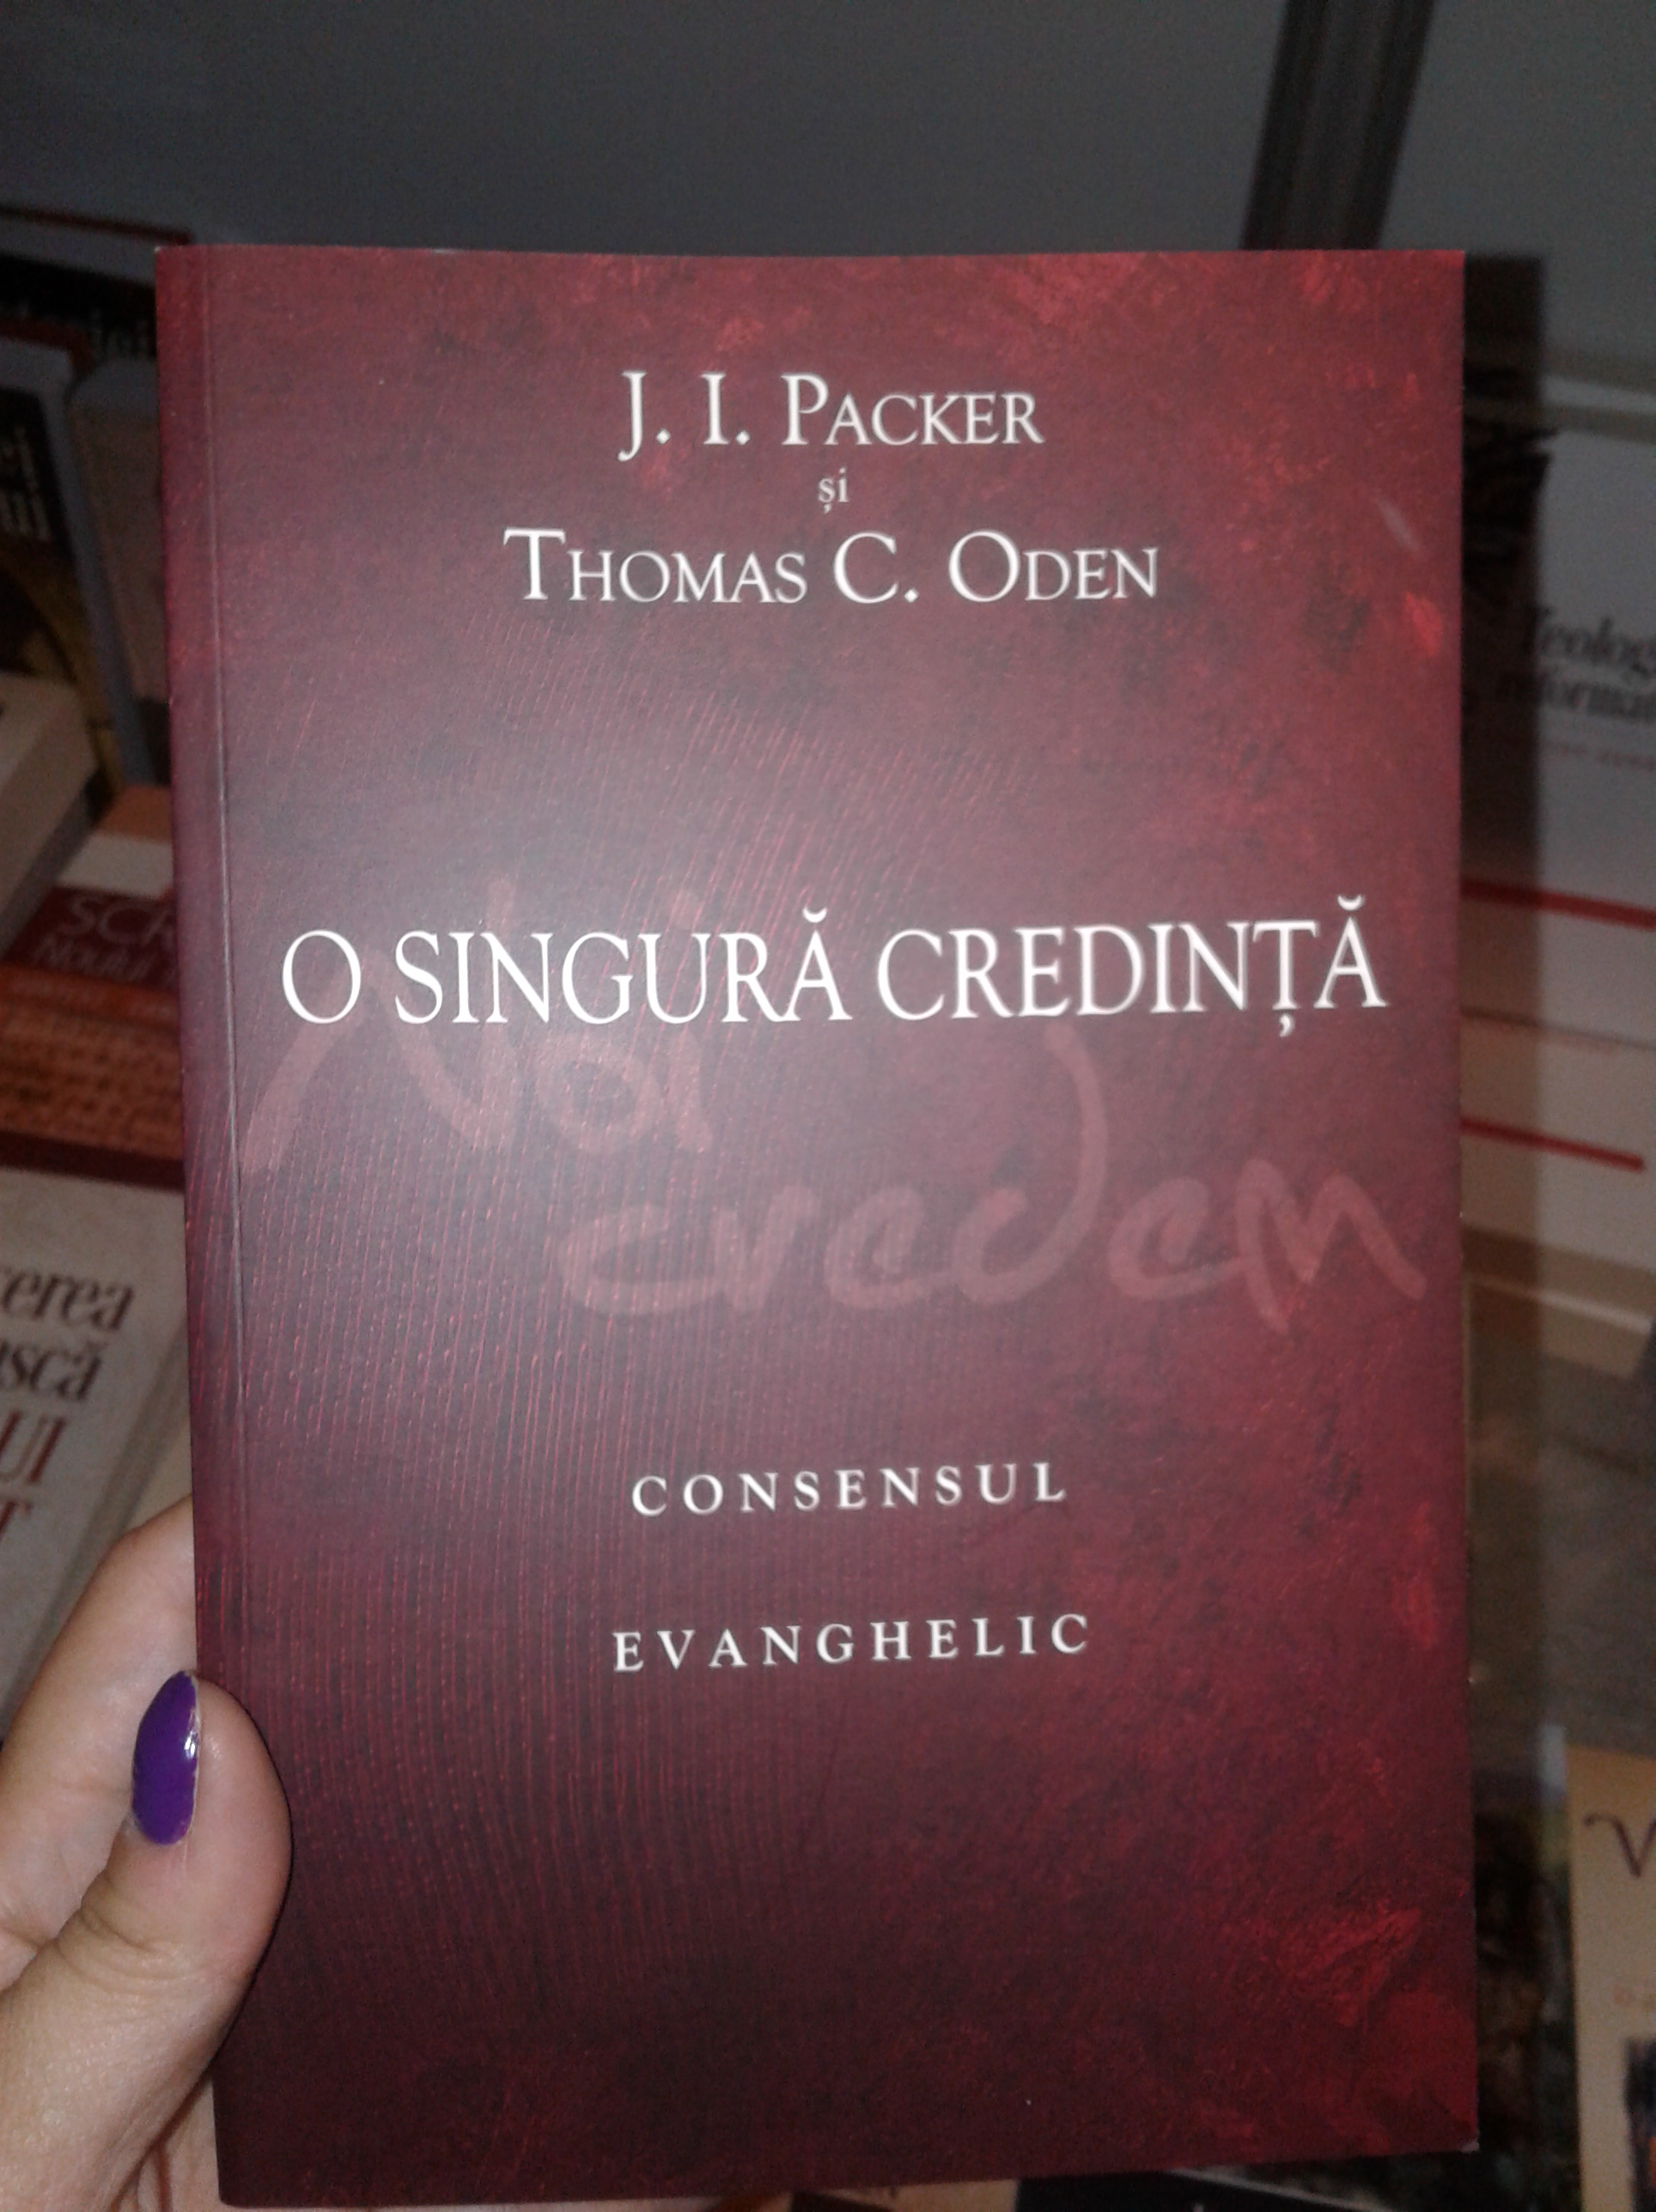 J. I. PACKER
și
THOMAS C. ODEN
O SINGURĂ CREDINȚĂ
Noi
credem
CONSENSUL
EVANGHELIC